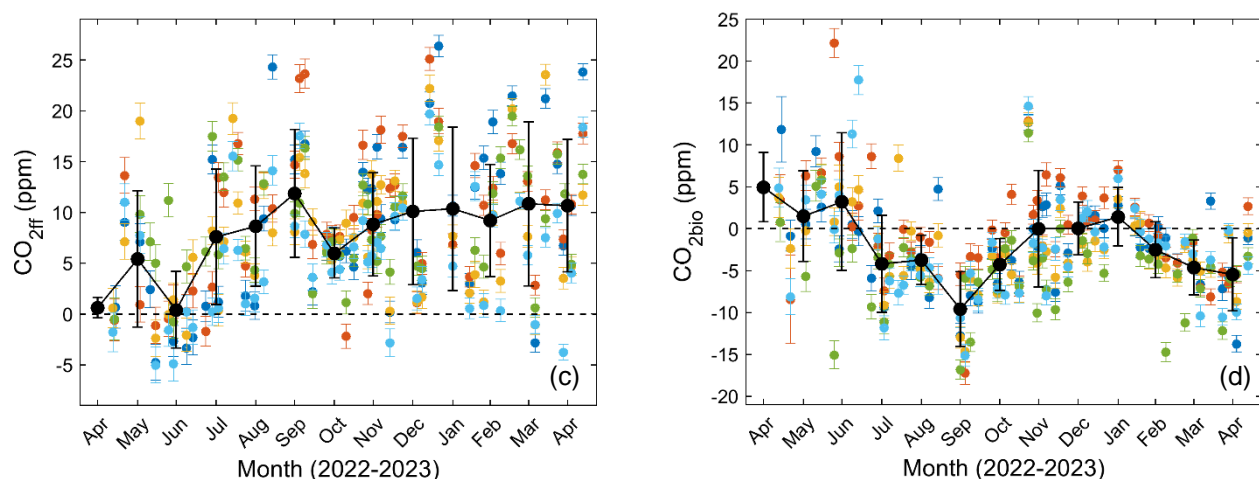 25
20
15
10
5
0
-5
CO2ff (ppm)
(c)
Apr May Jun Jul Aug Sep Oct Nov Dec Jan Feb Mar Apr
Month (2022-2023)
25
20
15
10
5
0
-5
-10
-15
-20
CO2bio (ppm)
(d)
Apr May Jun Jul Aug Sep Oct Nov Dec Jan Feb Mar Apr
Month (2022-2023)